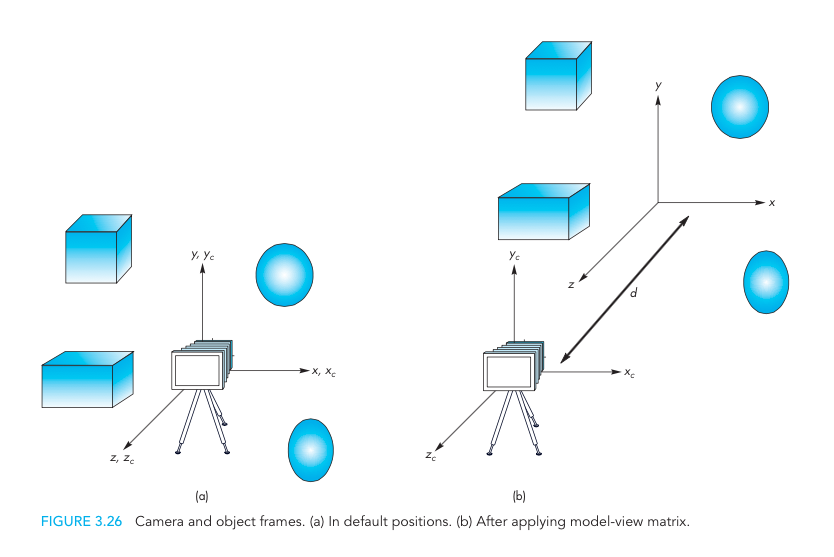 y
x
z
d
y, y_c
x, x_c
z, z_c
y_c
x_c
z_c
(a)
(b)
FIGURE 3.26 Camera and object frames. (a) In default positions. (b) After applying model-view matrix.